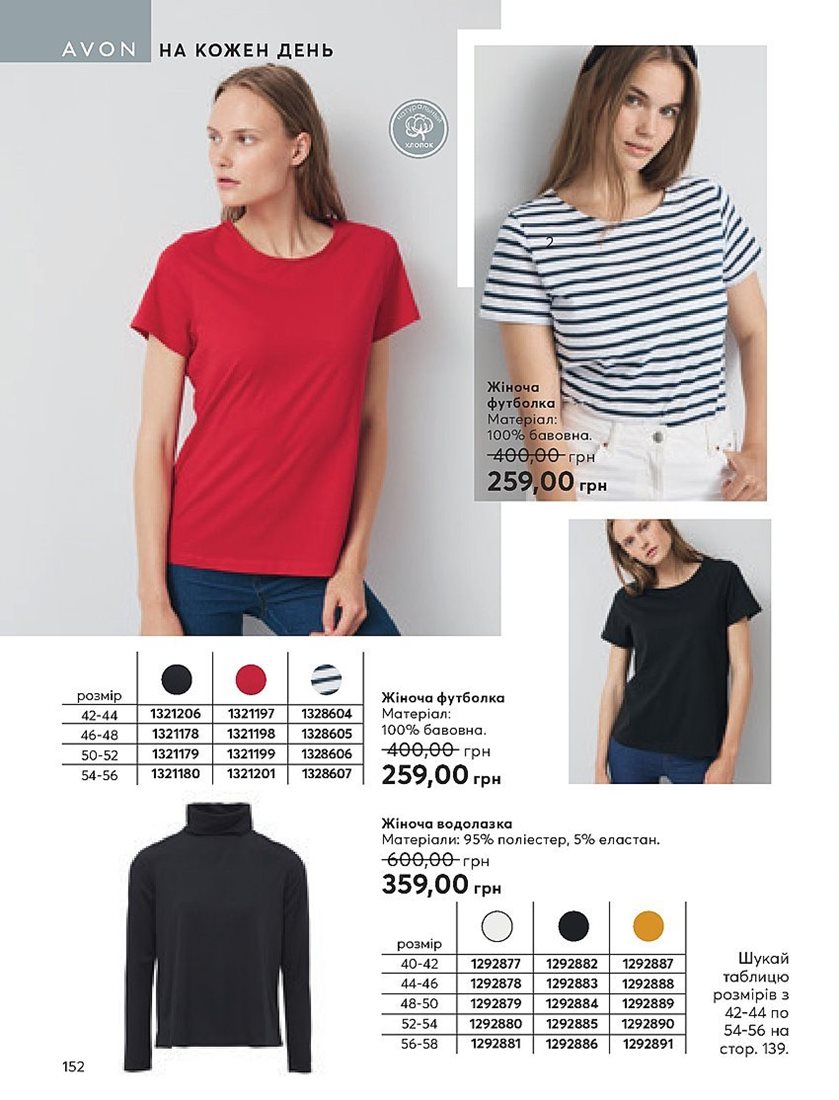 AVON НА КОЖЕН ДЕНЬ
натуральный
хлопок
2
Жіноча
футболка
Матеріал:
100% бавовна.
400,00 грн
259,00 грн
розмір
42-44 1321206 1321197 1328604
46-48 1321178 1321198 1328605
50-52 1321179 1321199 1328606
54-56 1321180 1321201 1328607
Жіноча футболка
Матеріал:
100% бавовна.
400,00 грн
259,00 грн
Жіноча водолазка
Матеріали: 95% поліестер, 5% еластан.
600,00 грн
359,00 грн
розмір
40-42 1292877 1292882 1292887
44-46 1292878 1292883 1292888
48-50 1292879 1292884 1292889
52-54 1292880 1292885 1292890
56-58 1292881 1292886 1292891
Шукай
таблицю
розмірів з
42-44 по
54-56 на
стор. 139.
152